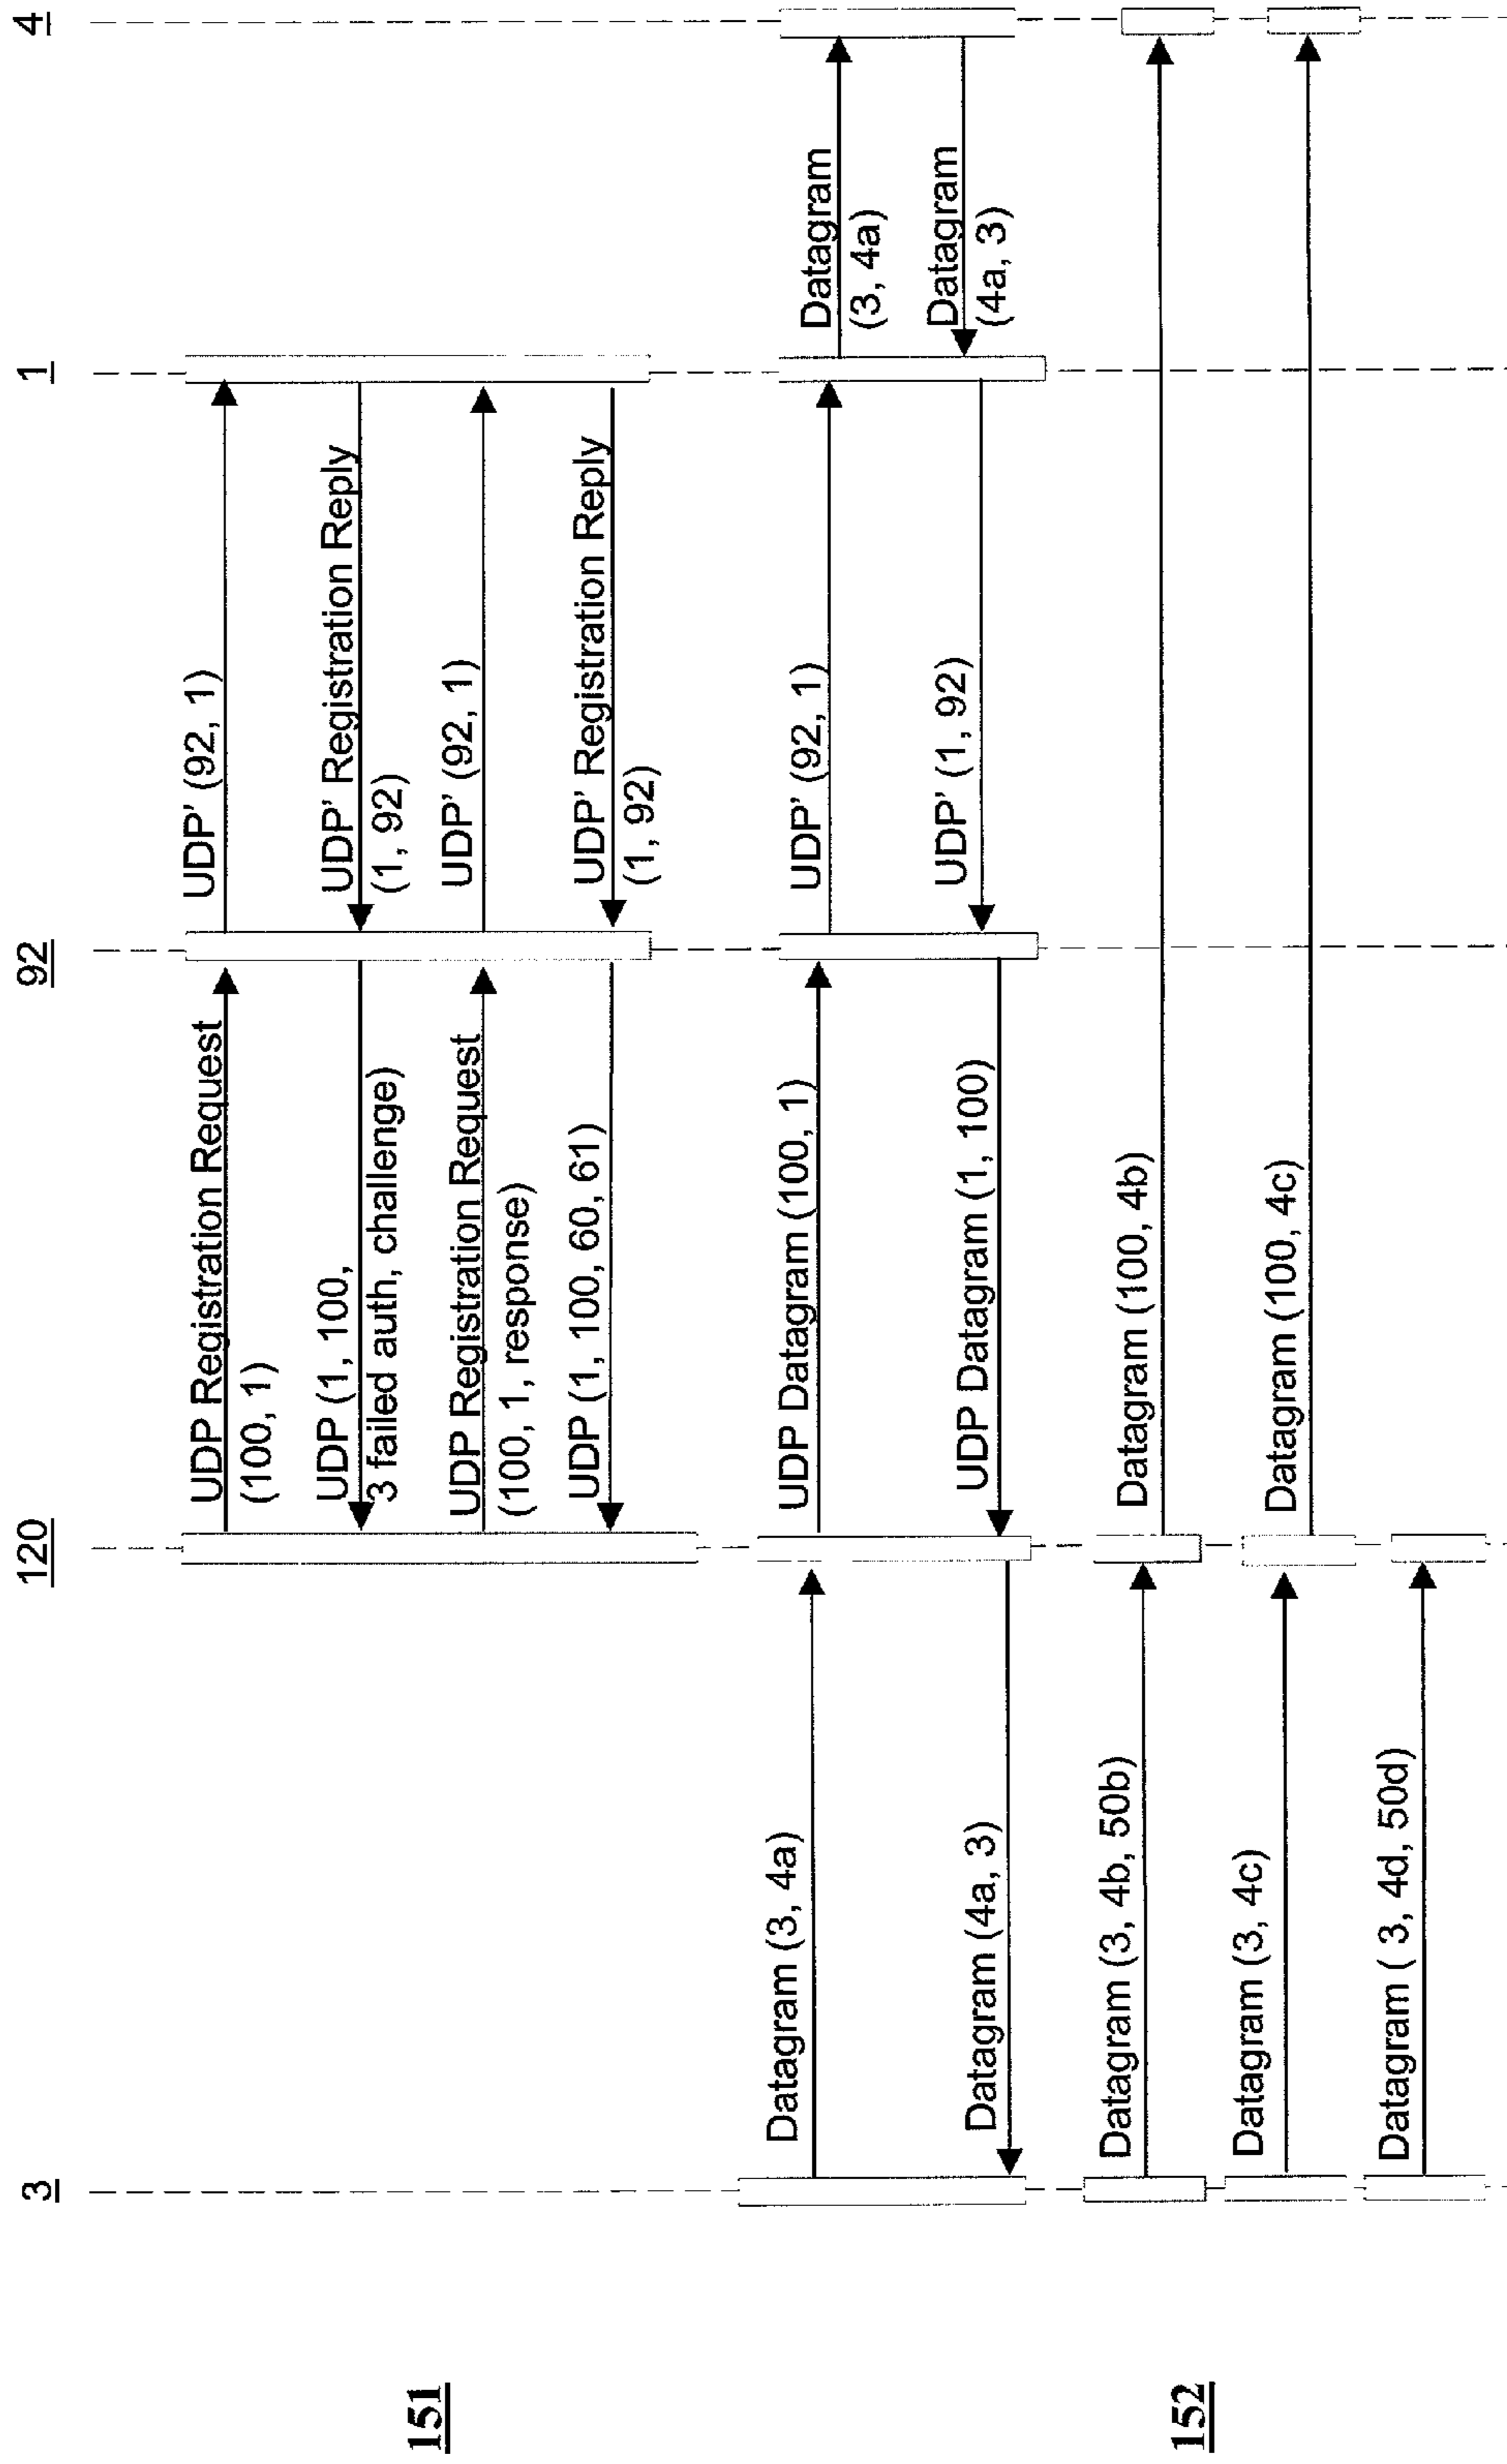 3
120
92
1
4
151
UDP Registration Request
(100, 1)
UDP' (92, 1)
UDP (1, 100,
3 failed auth, challenge)
UDP' Registration Reply
(1, 92)
UDP Registration Request
(100, 1, response)
UDP' (92, 1)
UDP (1, 100, 60, 61)
UDP' Registration Reply
(1, 92)
152
Datagram (3, 4a)
UDP Datagram (100, 1)
UDP' (92, 1)
Datagram
(3, 4a)
Datagram (4a, 3)
UDP Datagram (1, 100)
UDP' (1, 92)
Datagram
(4a, 3)
Datagram (3, 4b, 50b)
Datagram (100, 4b)
Datagram (3, 4c)
Datagram (100, 4c)
Datagram ( 3, 4d, 50d)